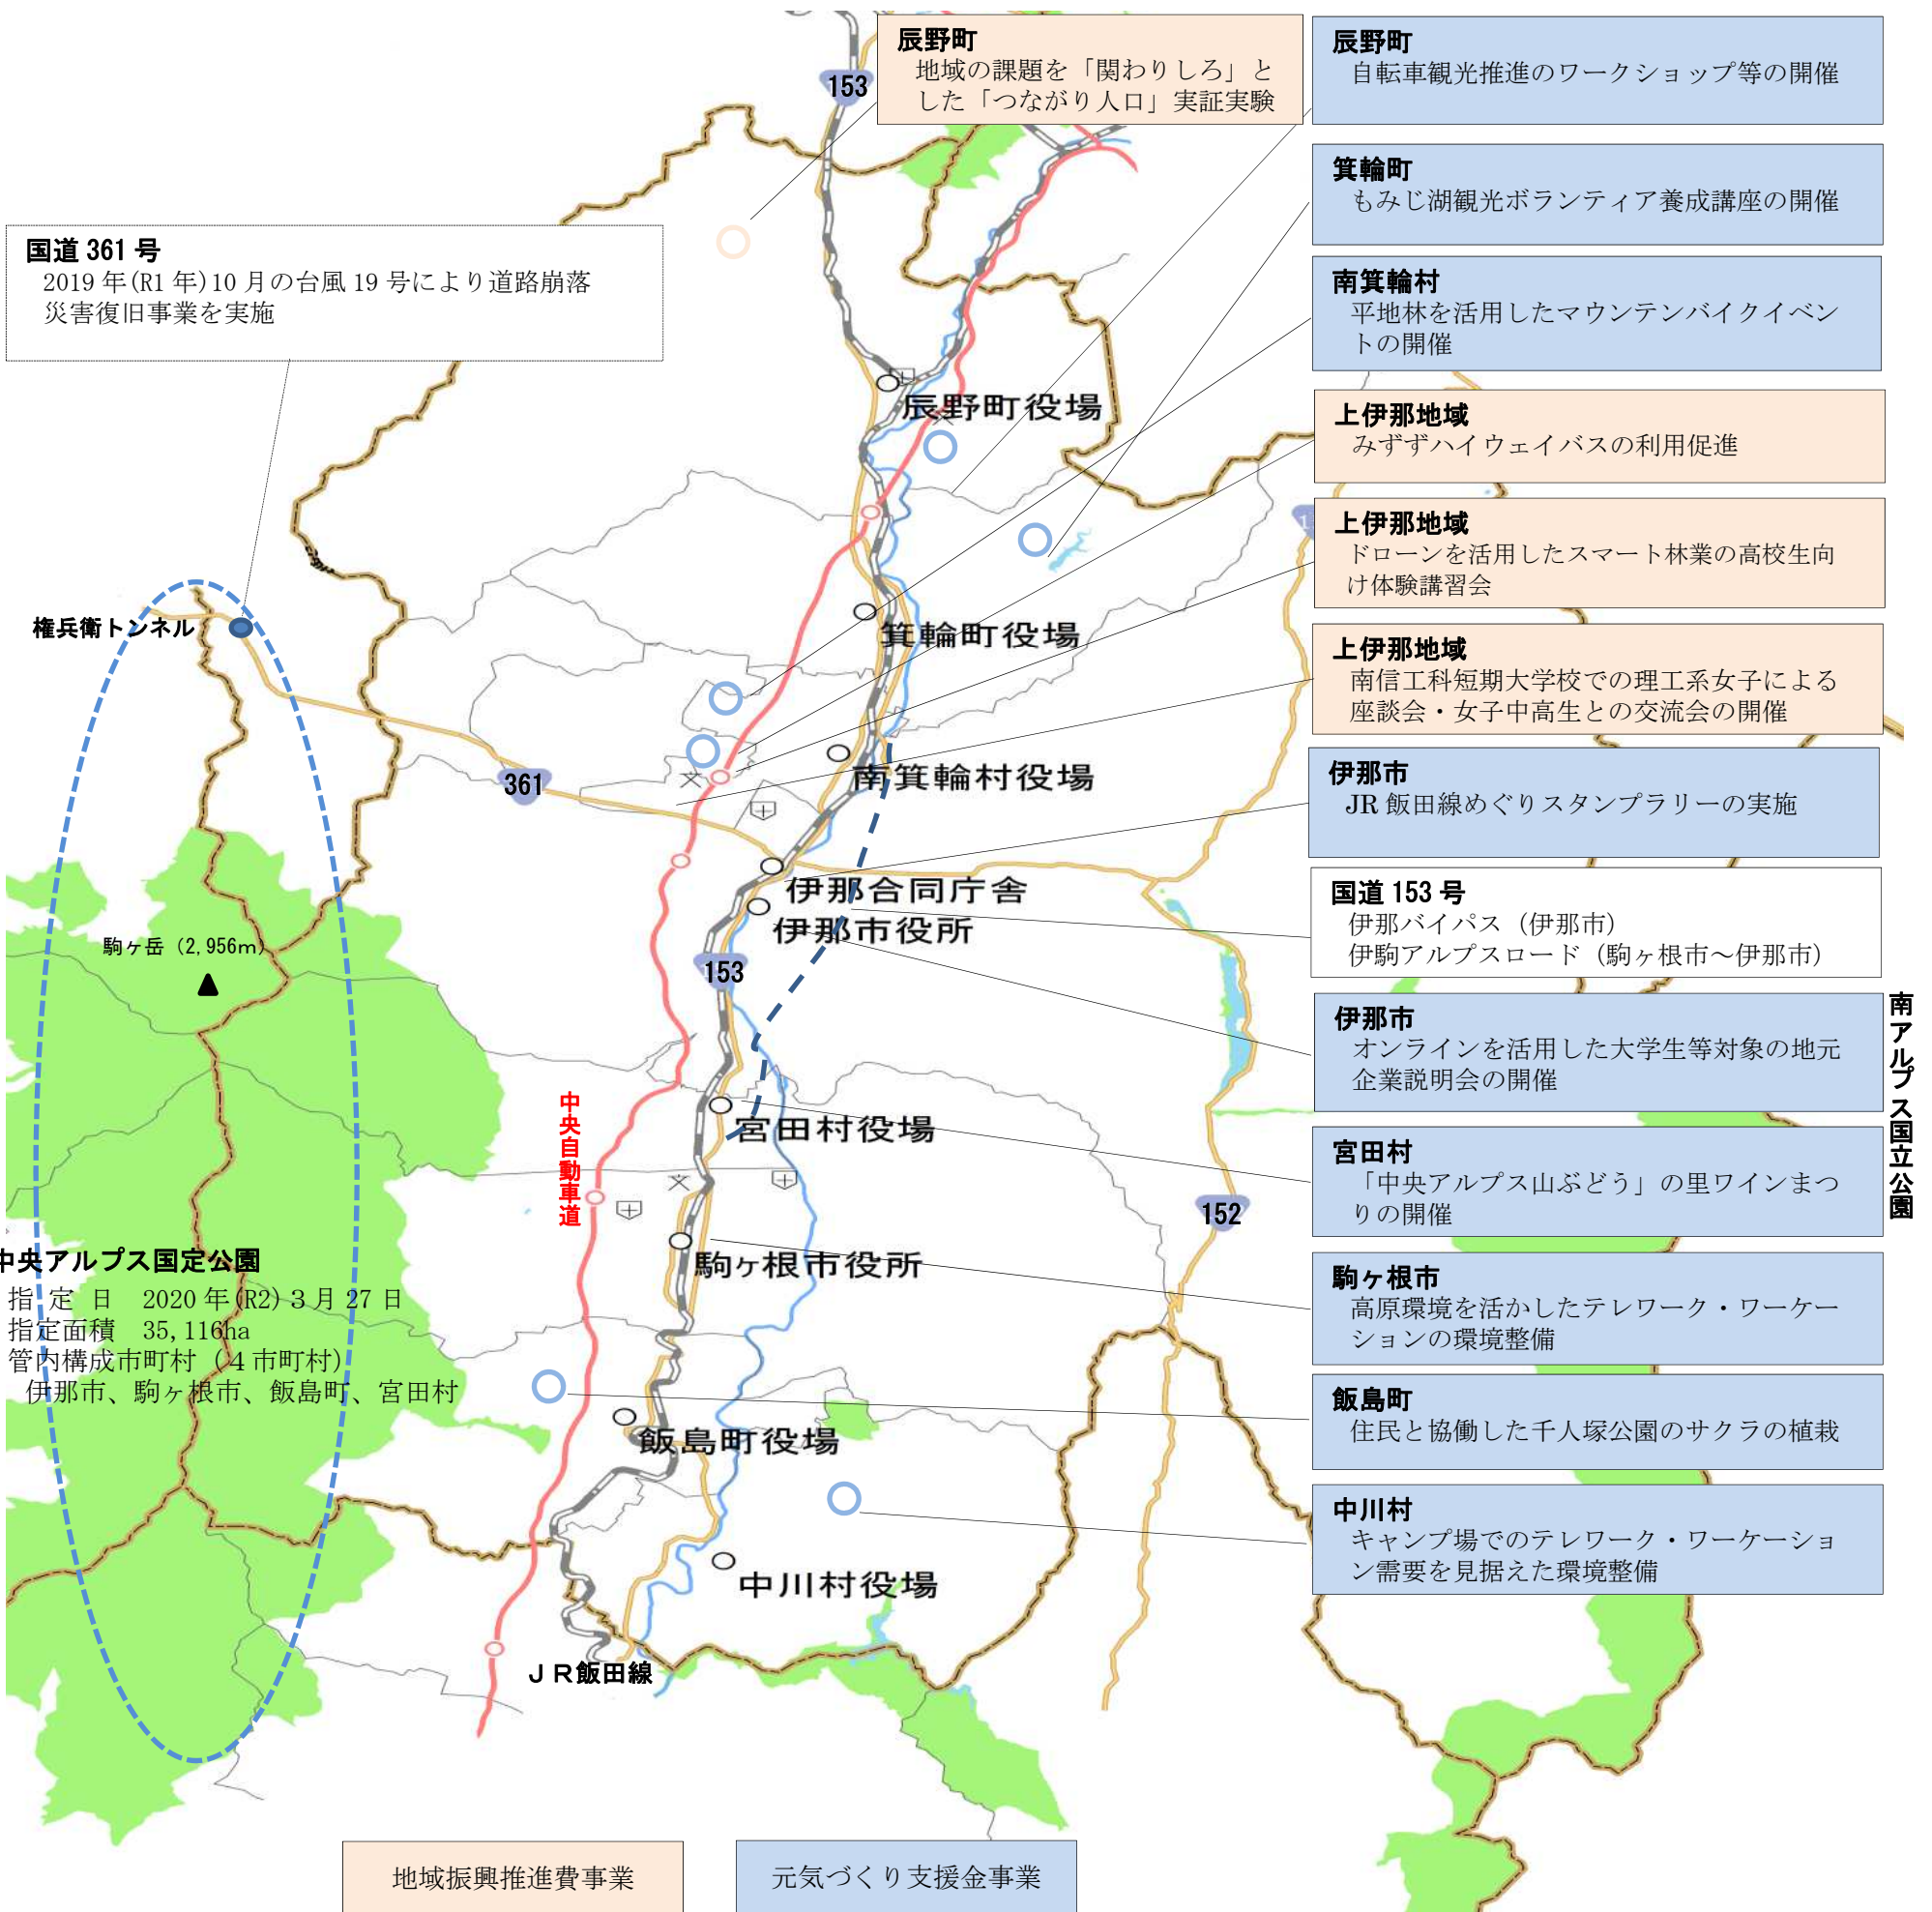 辰野町
地域の課題を「関わりしろ」と
した「つながり人口」実証実験
辰野町
自転車観光推進のワークショップ等の開催
箕輪町
もみじ湖観光ボランティア養成講座の開催
南箕輪村
平地林を活用したマウンテンバイクイベン
トの開催
上伊那地域
みずずハイウェイバスの利用促進
上伊那地域
ドローンを活用したスマート林業の高校生向
け体験講習会
上伊那地域
南信工科短期大学校での理工系女子による
座談会・女子中高生との交流会の開催
伊那市
JR 飯田線めぐりスタンプラリーの実施
国道 153 号
伊那バイパス（伊那市）
伊駒アルプスロード（駒ヶ根市～伊那市）
伊那市
オンラインを活用した大学生等対象の地元
企業説明会の開催
宮田村
「中央アルプス山ぶどう」の里ワインまつ
りの開催
駒ヶ根市
高原環境を活かしたテレワーク・ワーケー
ションの環境整備
飯島町
住民と協働した千人塚公園のサクラの植栽
中川村
キャンプ場でのテレワーク・ワーケーショ
ン需要を見据えた環境整備
南アルプス国立公園
国道 361 号
2019 年(R1 年)10 月の台風 19 号により道路崩落
災害復旧事業を実施
153
辰野町役場
権兵衛トンネル
箕輪町役場
361
南箕輪村役場
伊那合同庁舎
伊那市役所
駒ヶ岳（2,956m）
153
中央自動車道
宮田村役場
152
駒ヶ根市役所
中央アルプス国定公園
指 定 日　2020 年(R2)３月 27 日
指定面積　35,116ha
管内構成市町村（４市町村）
伊那市、駒ヶ根市、飯島町、宮田村
飯島町役場
中川村役場
ＪＲ飯田線
地域振興推進費事業
元気づくり支援金事業